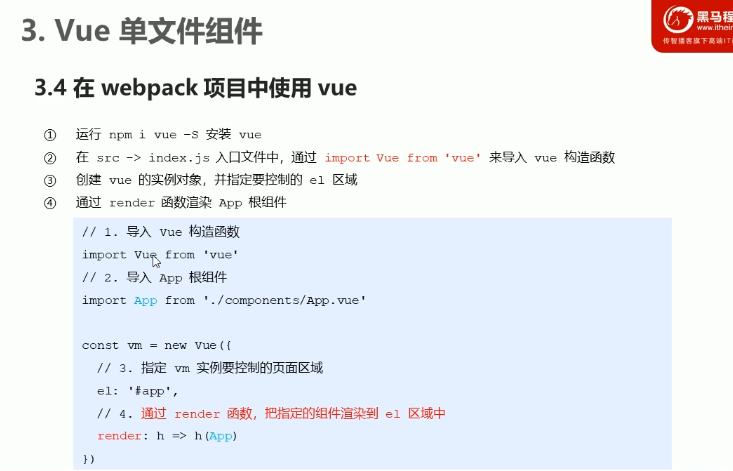 3. Vue 单文件组件
黑马程
www.ithein
传智播客旗下高端IT
3.4 在 webpack 项目中使用 vue
① 运行 npm i vue -S 安装 vue
② 在 src -> index.js 入口文件中，通过 import Vue from 'vue' 来导入 vue 构造函数
③ 创建 vue 的实例对象，并指定要控制的 el 区域
④ 通过 render 函数渲染 App 根组件
// 1. 导入 Vue 构造函数
import Vue from 'vue'
// 2. 导入 App 根组件
import App from './components/App.vue'
const vm = new Vue({
// 3. 指定 vm 实例要控制的页面区域
el: '#app',
// 4. 通过 render 函数，把指定的组件渲染到 el 区域中
render: h => h(App)
})